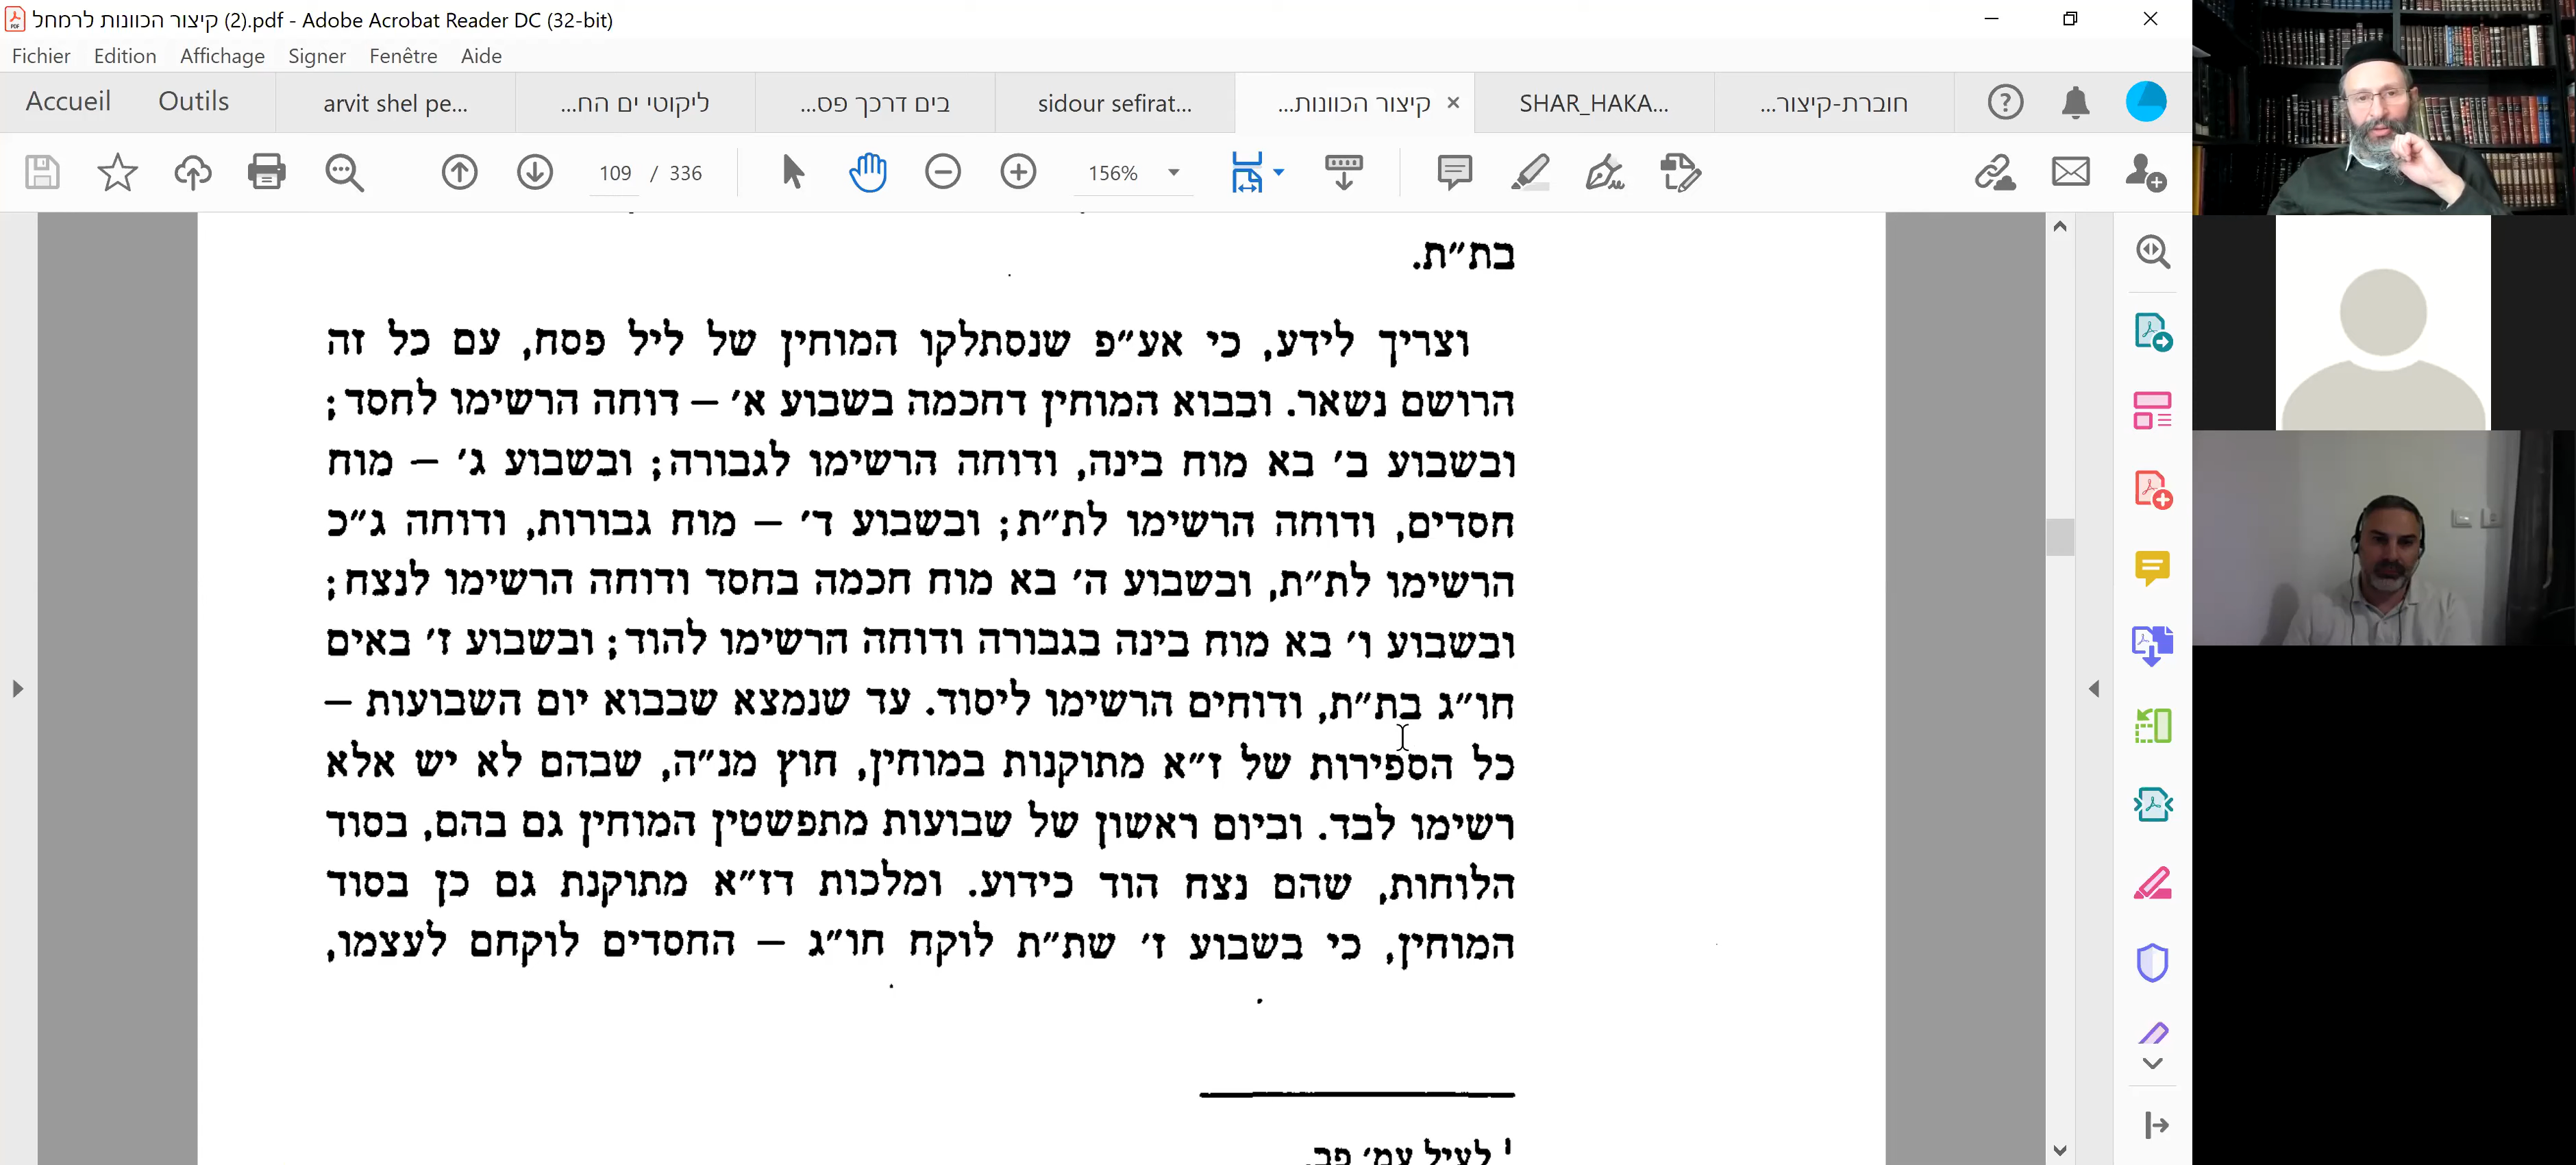 קיצור הכוונות לרמחל (2).pdf - Adobe Acrobat Reader DC (32-bit)
Fichier Edition Affichage Signer Fenêtre Aide
Accueil Outils arvit shel pe... ליקוטי ים הח... בים דרכך פס... sidour sefirat... קיצור הכוונות... SHAR_HAKA... חוברת-קיצור...
109 / 336 156%
בת״ת.
וצריך לידע, כי אע״פ שנסתלקו המוחין של ליל פסח, עם כל זה
הרושם נשאר. ובבוא המוחין דחכמה בשבוע א׳ – דוחה הרשימו לחסד;
ובשבוע ב׳ בא מוח בינה, ודוחה הרשימו לגבורה; ובשבוע ג׳ – מוח
חסדים, ודוחה הרשימו לת״ת; ובשבוע ד׳ – מוח גבורות, ודוחה ג״כ
הרשימו לת״ת, ובשבוע ה׳ בא מוח חכמה בחסד ודוחה הרשימו לנצח;
ובשבוע ו׳ בא מוח בינה בגבורה ודוחה הרשימו להוד; ובשבוע ז׳ באים
חו״ג בת״ת, ודוחים הרשימו ליסוד. עד שנמצא שבבוא יום השבועות –
כל הספירות של ז״א מתוקנות במוחין, חוץ מנ״ה, שבהם לא יש אלא
רשימו לבד. וביום ראשון של שבועות מתפשטין המוחין גם בהם, בסוד
הלוחות, שהם נצח הוד כידוע. ומלכות דז״א מתוקנת גם כן בסוד
המוחין, כי בשבוע ז׳ שת״ת לוקח חו״ג – החסדים לוקחם לעצמו,
1 לעיל עמ׳ פב.